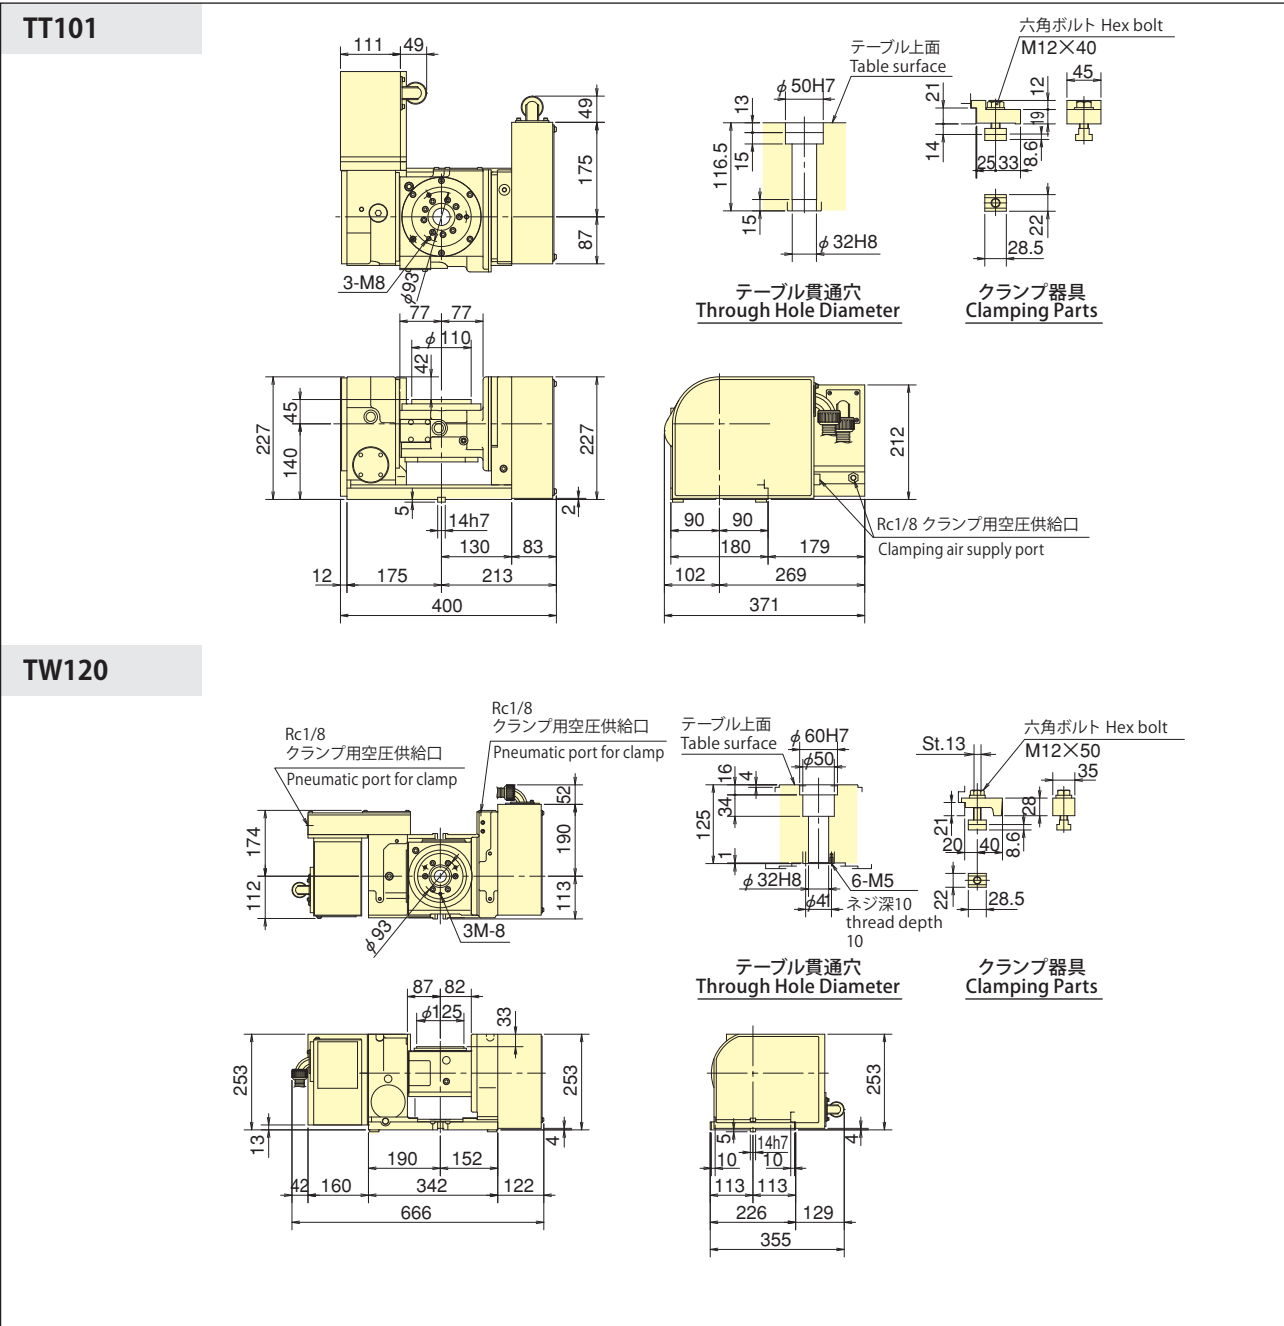 TT101
111
49
49
175
87
3-M8
φ93
テーブル上面
Table surface
φ50H7
13
15
116.5
15
φ32H8
テーブル貫通穴
Through Hole Diameter
六角ボルト Hex bolt
M12×40
21
14
12
19
45
25
33
8.6
22
28.5
クランプ器具
Clamping Parts
77
77
φ110
42
45
227
140
227
5
14h7
2
130
83
12
175
213
400
212
90
90
180
179
102
269
371
Rc1/8 クランプ用空圧供給口
Clamping air supply port
TW120
Rc1/8
クランプ用空圧供給口
Pneumatic port for clamp
Rc1/8
クランプ用空圧供給口
Pneumatic port for clamp
52
174
190
112
113
φ93
3M-8
テーブル上面
Table surface
φ60H7
φ50
16
4
34
125
1
φ32H8
φ41
6-M5
ネジ深10
thread depth
10
テーブル貫通穴
Through Hole Diameter
St.13
六角ボルト Hex bolt
M12×50
35
28
21
20
40
8.6
22
28.5
クランプ器具
Clamping Parts
87
82
φ125
33
253
253
13
4
190
152
42
160
342
122
666
253
5
14h7
4
10
10
113
113
226
129
355